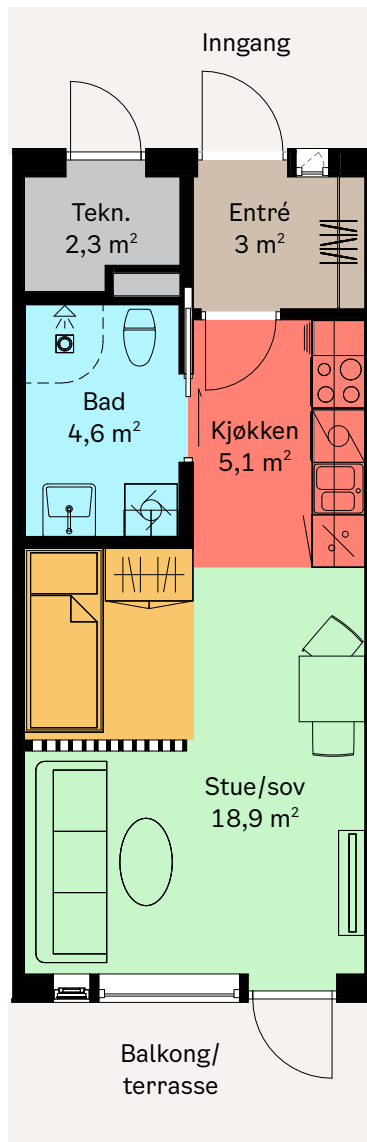 Inngang
Tekn.
2,3 m²
Entré
3 m²
Bad
4,6 m²
Kjøkken
5,1 m²
Stue/sov
18,9 m²
Balkong/
terrasse